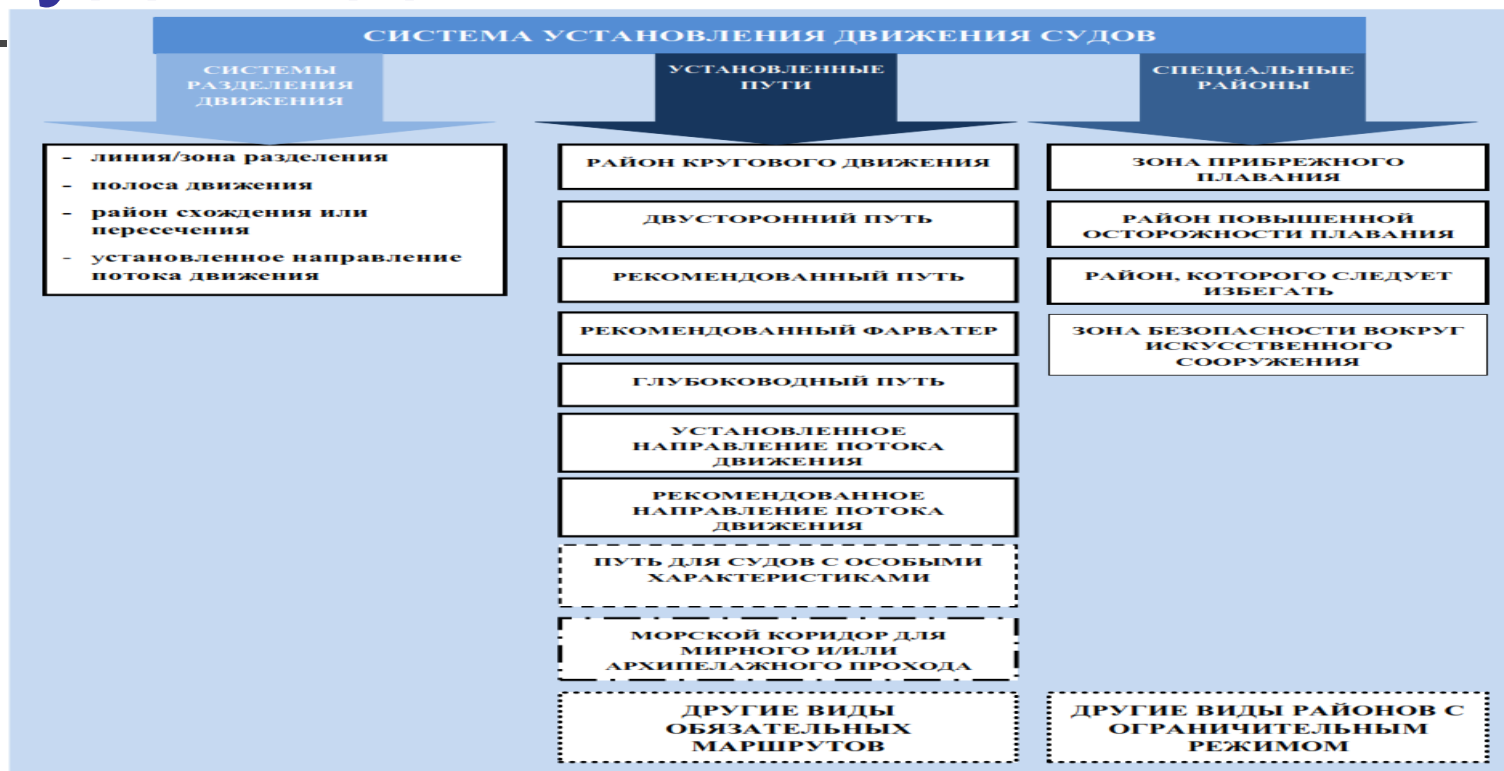 СИСТЕМА УСТАНОВЛЕНИЯ ДВИЖЕНИЯ СУДОВ
СИСТЕМЫ
РАЗДЕЛЕНИЯ
ДВИЖЕНИЯ
- линия/зона разделения
- полоса движения
- район схождения или
пересечения
- установленное направление
потока движения
УСТАНОВЛЕННЫЕ
ПУТИ
РАЙОН КРУГОВОГО ДВИЖЕНИЯ
ДВУСТОРОННИЙ ПУТЬ
РЕКОМЕНДОВАННЫЙ ПУТЬ
РЕКОМЕНДОВАННЫЙ ФАРВАТЕР
ГЛУБОКОВОДНЫЙ ПУТЬ
УСТАНОВЛЕННОЕ
НАПРАВЛЕНИЕ ПОТОКА
ДВИЖЕНИЯ
РЕКОМЕНДОВАННОЕ
НАПРАВЛЕНИЕ ПОТОКА
ДВИЖЕНИЯ
ПУТЬ ДЛЯ СУДОВ С ОСОБЫМИ
ХАРАКТЕРИСТИКАМИ
МОРСКОЙ КОРИДОР ДЛЯ
МИРНОГО И/ИЛИ
АРХИПЕЛАЖНОГО ПРОХОДА
ДРУГИЕ ВИДЫ
ОБЯЗАТЕЛЬНЫХ
МАРШРУТОВ
СПЕЦИАЛЬНЫЕ
РАЙОНЫ
ЗОНА ПРИБРЕЖНОГО
ПЛАВАНИЯ
РАЙОН ПОВЫШЕННОЙ
ОСТОРОЖНОСТИ ПЛАВАНИЯ
РАЙОН, КОТОРОГО СЛЕДУЕТ
ИЗБЕГАТЬ
ЗОНА БЕЗОПАСНОСТИ ВОКРУГ
ИСКУССТВЕННОГО
СООРУЖЕНИЯ
ДРУГИЕ ВИДЫ РАЙОНОВ С
ОГРАНИЧИТЕЛЬНЫМ
РЕЖИМОМ